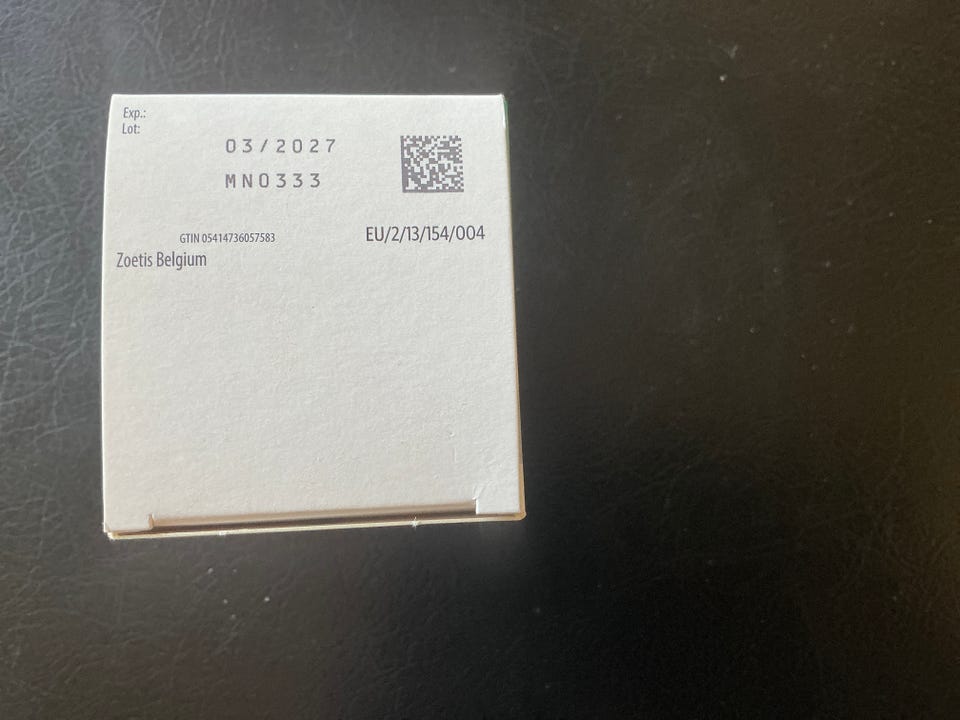 Exp.:
Lot:
03/2027
MN0333
GTIN 05414736057583
EU/2/13/154/004
Zoetis Belgium